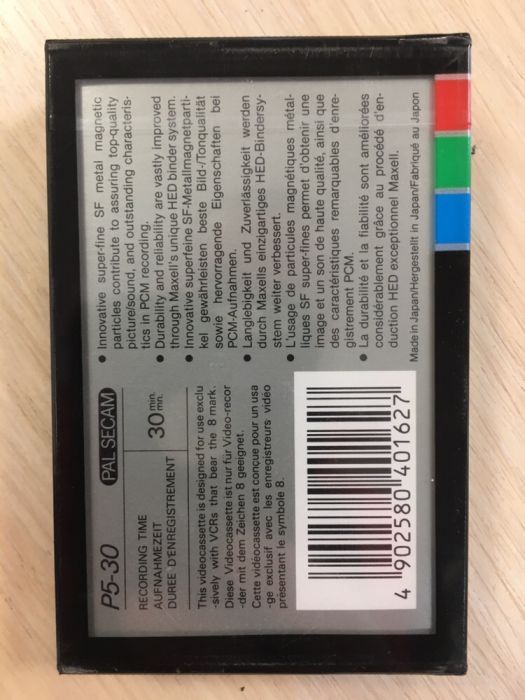 P5-30 PAL SECAM
RECORDING TIME
AUFNAHMEZEIT
DUREE D'ENREGISTREMENT
30 min. mn.
This videocassette is designed for use exclu
-sively with VCRs that bear the 8 mark.
Diese Videocassette ist nur für Video-recor
-der mit dem Zeichen 8 geeignet.
Cette vidéocassette est conçue pour un usa
-ge exclusif avec les enregistreurs vidéo
présentant le symbole 8.
4 902580 401627
● Innovative super-fine SF metal magnetic
particles contribute to assuring top-quality
picture/sound, and outstanding characteris-
tics in PCM recording.
● Durability and reliability are vastly improved
through Maxell's unique HED binder system.
● Innovative superfeine SF-Metallmagnetparti-
kel gewährleisten beste Bild-/Tonqualität
sowie hervorragende Eigenschaften bei
PCM-Aufnahmen.
● Langlebigkeit und Zuverlässigkeit werden
durch Maxells einzigartiges HED-Bindersy-
stem weiter verbessert.
● L'usage de particules magnétiques métal-
liques SF super-fines permet d'obtenir une
image et un son de haute qualité, ainsi que
des caractéristiques remarquables d'enre-
gistrement PCM.
● La durabilité et la fiabilité sont améliorées
considérablement grâce au procédé d'en-
duction HED exceptionnel Maxell.
Made in Japan/Hergestellt in Japan/Fabriqué au Japon